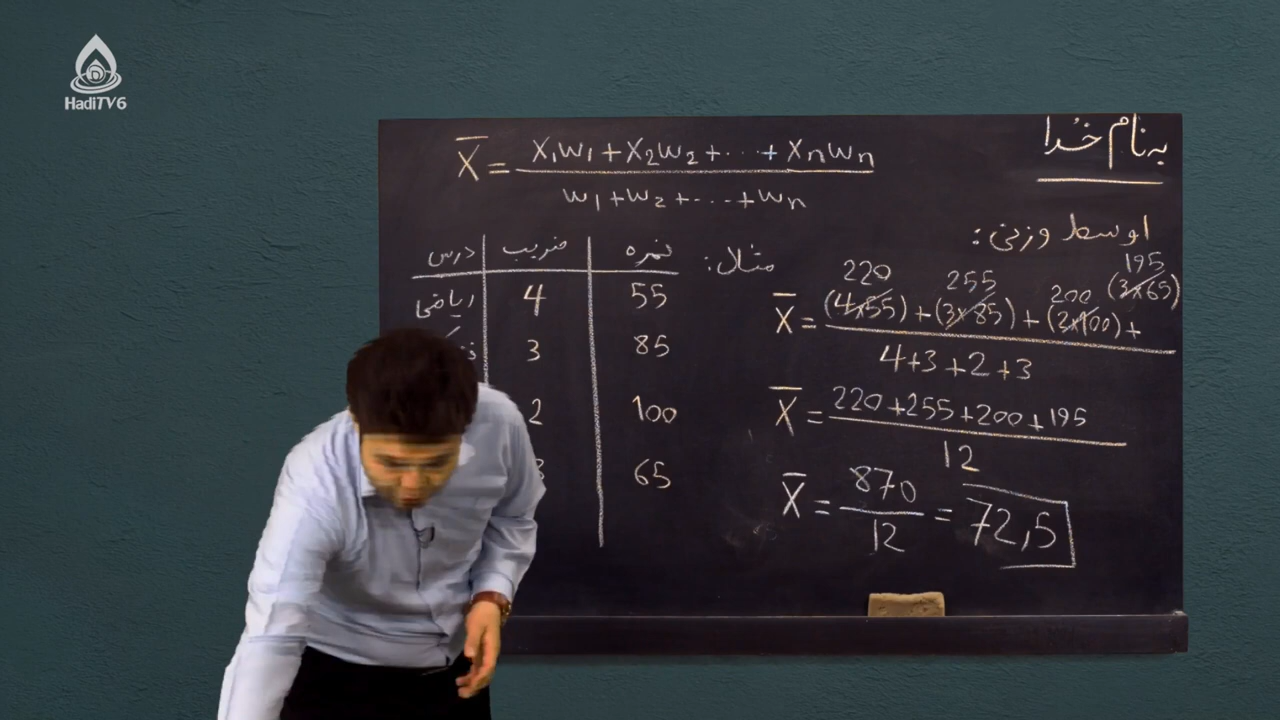 HadiTV6
به نام خدا
X̄ = (x₁w₁ + x₂w₂ + ... + xₙwₙ) / (w₁ + w₂ + ... + wₙ)
اوسط وزنی:
مثال:
درس | ضریب | نمره
ریاضی | 4 | 55
3 | 85
2 | 100
3 | 65
220 255 200 195
X̄ = (4×55) + (3×85) + (2×100) + (3×65) / 4+3+2+3
X̄ = 220+255+200+195 / 12
X̄ = 870 / 12 = 72,5